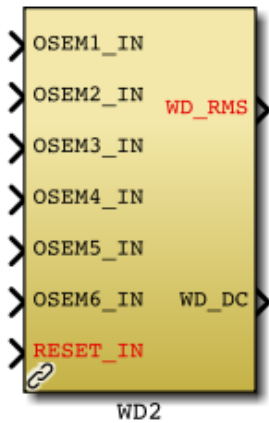 OSEM1_IN
OSEM2_IN
WD_RMS
OSEM3_IN
OSEM4_IN
OSEM5_IN
OSEM6_IN
WD_DC
RESET_IN
WD2